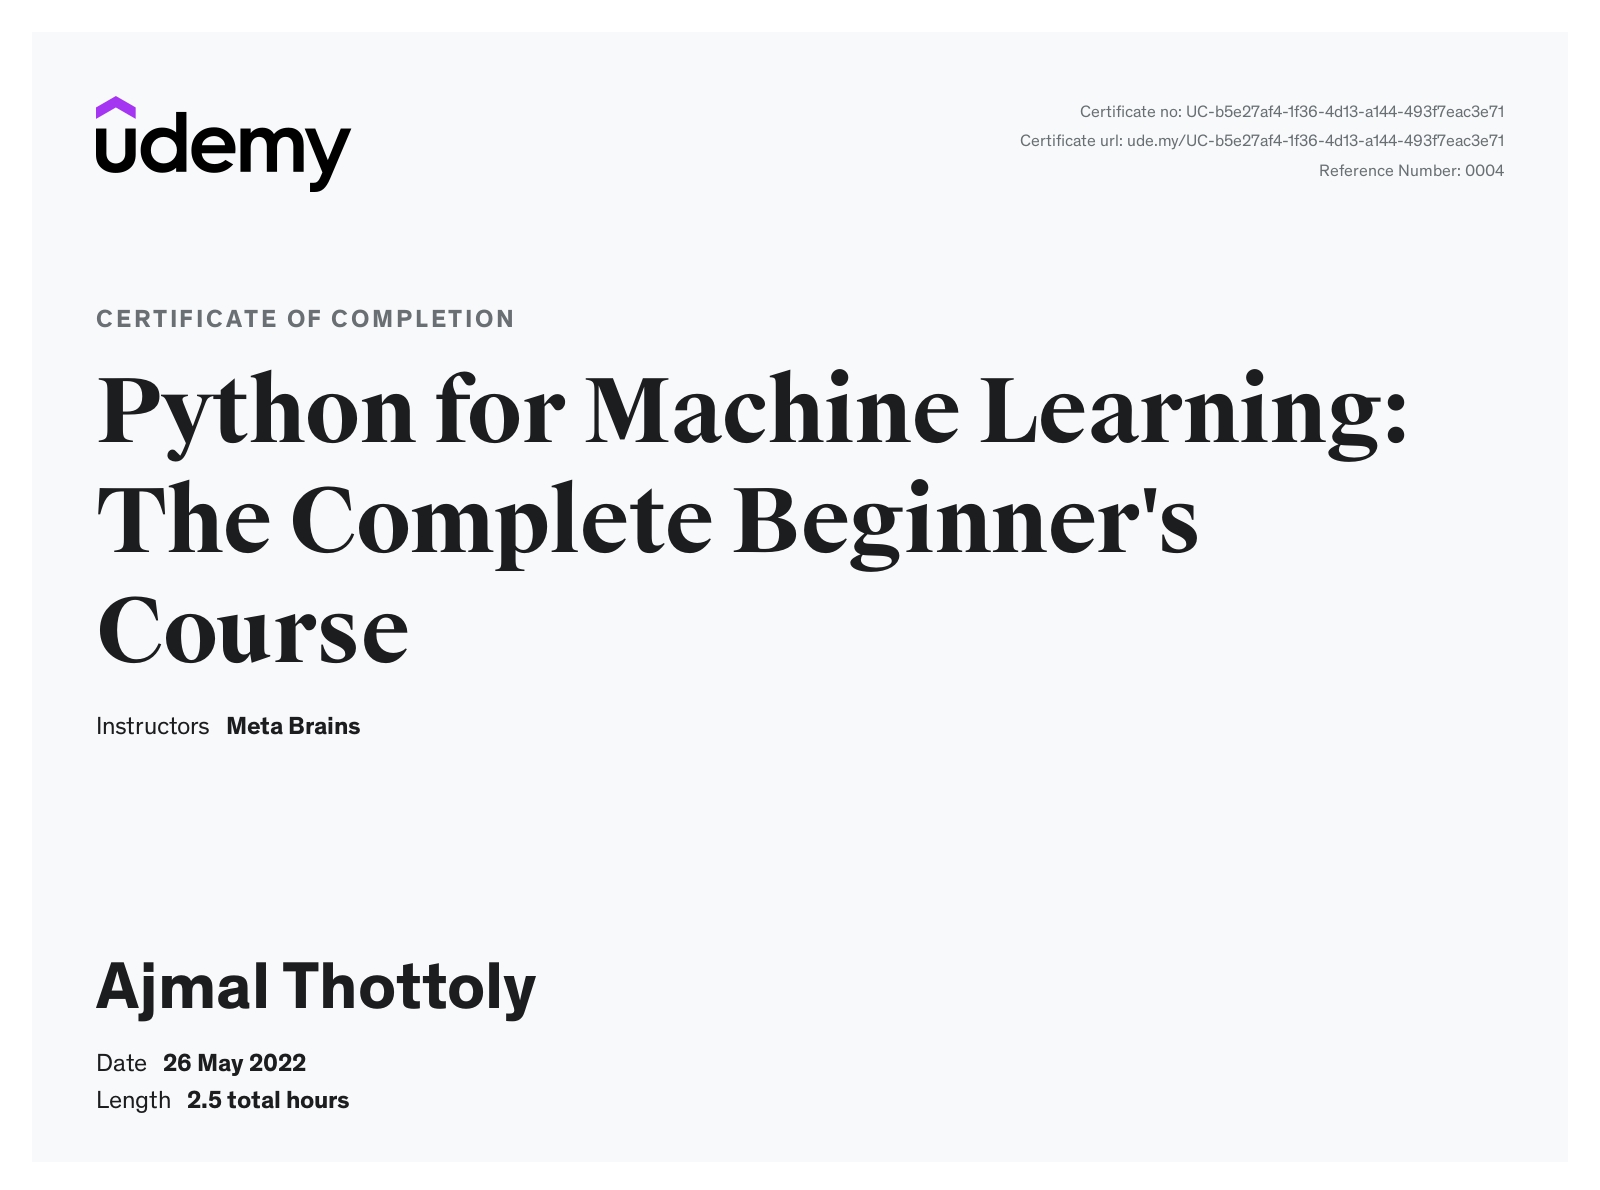 udemy
Certificate no: UC-b5e27af4-1f36-4d13-a144-493f7eac3e71
Certificate url: ude.my/UC-b5e27af4-1f36-4d13-a144-493f7eac3e71
Reference Number: 0004
CERTIFICATE OF COMPLETION
Python for Machine Learning:
The Complete Beginner's
Course
Instructors Meta Brains
Ajmal Thottoly
Date 26 May 2022
Length 2.5 total hours